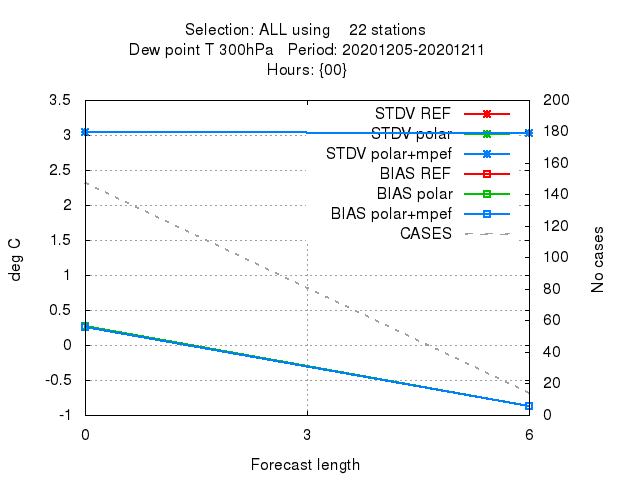 Selection: ALL using 22 stations
Dew point T 300hPa Period: 20201205-20201211
Hours: {00}
3.5
3
2.5
2
1.5
1
0.5
0
-0.5
-1
200
180
160
140
120
100
80
60
40
20
0
STDV REF
STDV polar
STDV polar+mpef
BIAS REF
BIAS polar
BIAS polar+mpef
CASES
deg C
No cases
0 3 6
Forecast length